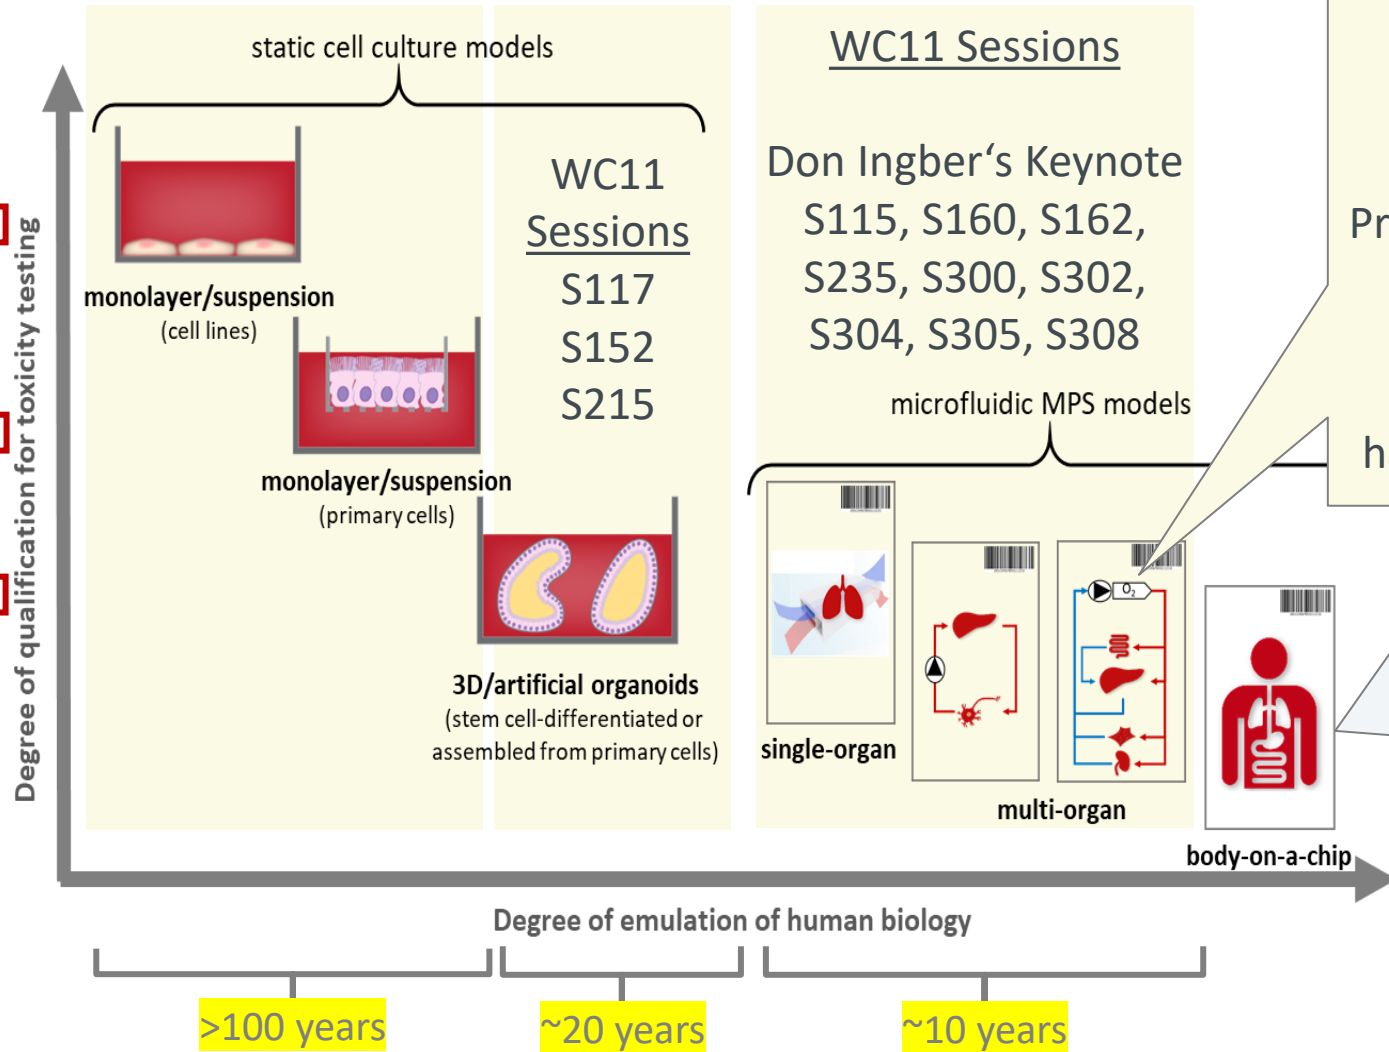 static cell culture models
WC11 Sessions
Don Ingber‘s Keynote
S115, S160, S162,
S235, S300, S302,
S304, S305, S308
WC11
Sessions
S117
S152
S215
Degree of qualification for toxicity testing
monolayer/suspension
(cell lines)
monolayer/suspension
(primary cells)
3D/artificial organoids
(stem cell-differentiated or
assembled from primary cells)
microfluidic MPS models
O2
single-organ
multi-organ
body-on-a-chip
Pr
h
Degree of emulation of human biology
>100 years
~20 years
~10 years